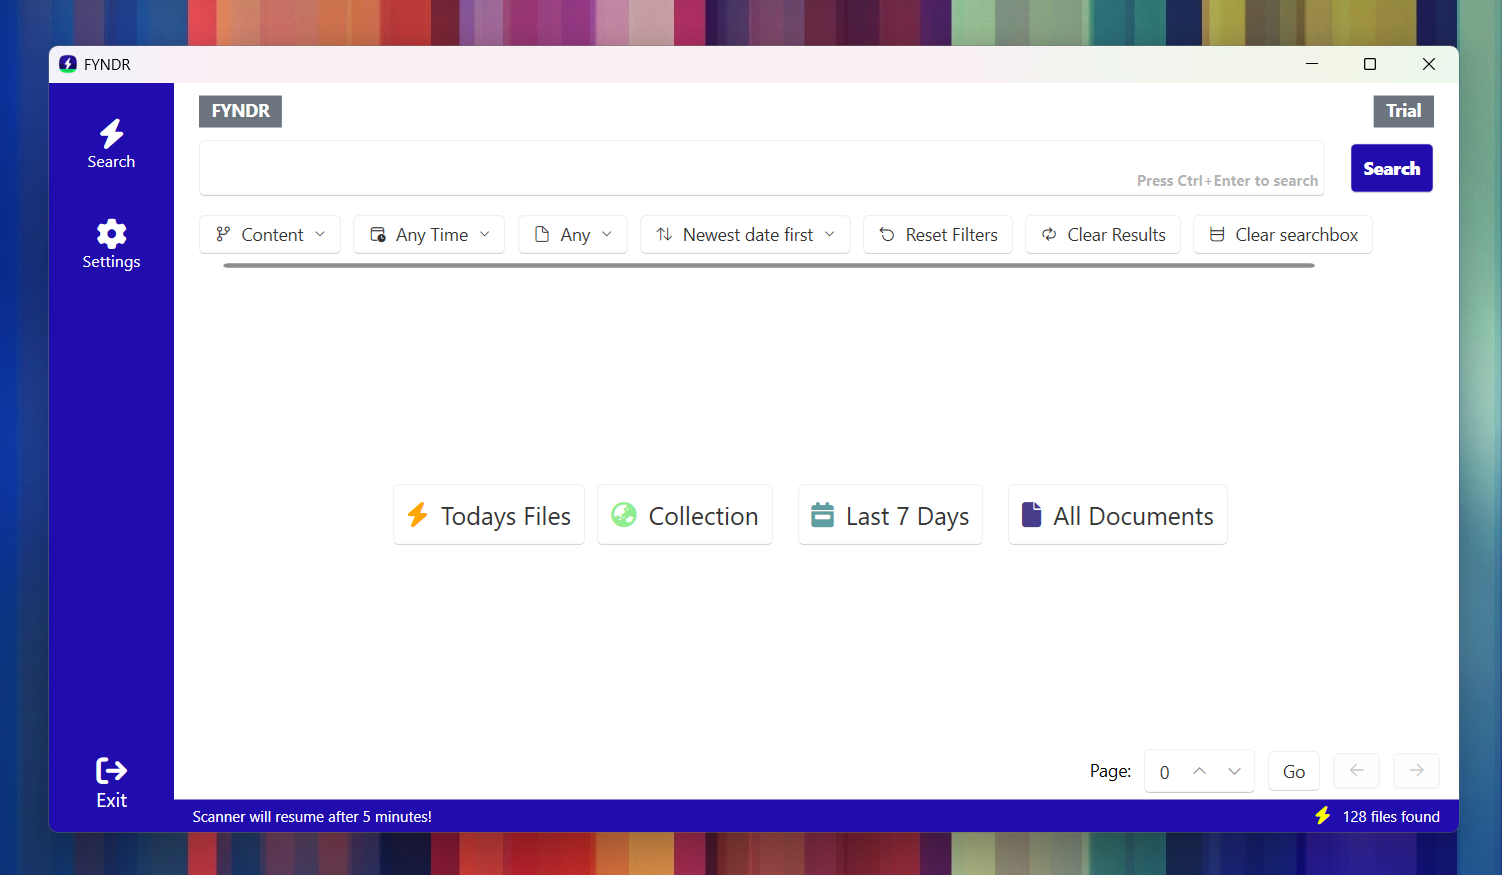 FYNDR
Search
Settings
Exit
FYNDR
Trial
Press Ctrl+Enter to search
Search
Content
Any Time
Any
Newest date first
Reset Filters
Clear Results
Clear searchbox
Todays Files
Collection
Last 7 Days
All Documents
Page: 0 Go
Scanner will resume after 5 minutes!
128 files found